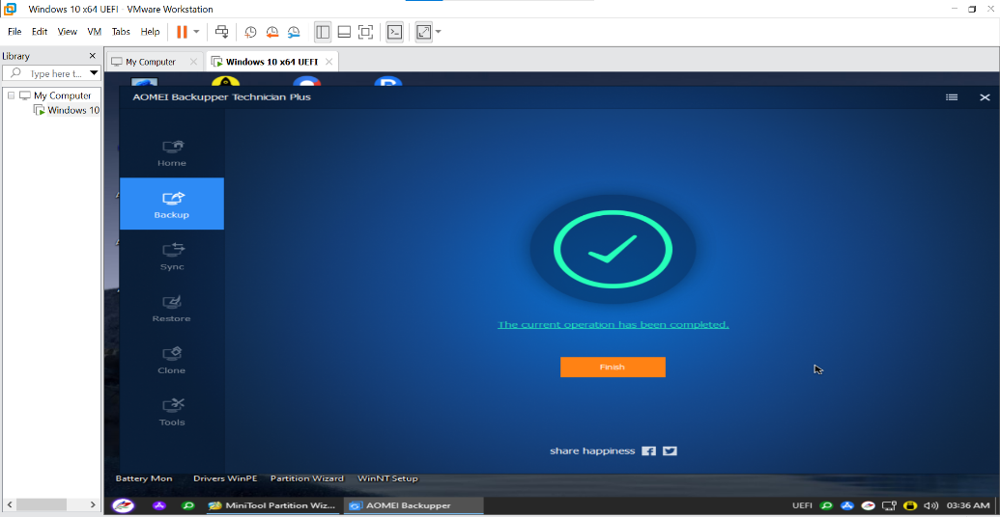 Windows 10 x64 UEFI - VMware Workstation
File Edit View VM Tabs Help
Library
My Computer
Windows 10 x64 UEFI
Type here t...
My Computer
Windows 10
AOMEI Backupper Technician Plus
Home
Backup
Sync
Restore
Clone
Tools
The current operation has been completed.
Finish
share happiness
Battery Mon Drivers WinPE Partition Wizard WinNT Setup
MiniTool Partition Wiz... AOMEI Backupper UEFI 03:36 AM